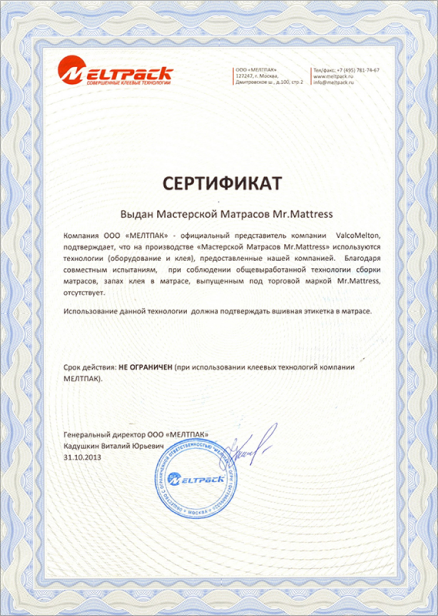 MELTPACK
СОВЕРШЕННЫЕ КЛЕЕВЫЕ ТЕХНОЛОГИИ
ООО «МЕЛТПАК»
127247, г. Москва,
Дмитровское ш., д.100, стр.2
Тел/факс: +7 (495) 781-74-67
www.meltpack.ru
info@meltpack.ru
СЕРТИФИКАТ
Выдан Мастерской Матрасов Mr.Mattress
Компания ООО «МЕЛТПАК» - официальный представитель компании ValcoMelton,
подтверждает, что на производстве «Мастерской Матрасов Mr.Mattress» используются
технологии (оборудование и клея), предоставленные нашей компанией. Благодаря
совместным испытаниям, при соблюдении общевыработанной технологии сборки
матрасов, запах клея в матрасе, выпущенным под торговой маркой Mr.Mattress,
отсутствует.
Использование данной технологии должна подтверждать вшивная этикетка в матрасе.
Срок действия: НЕ ОГРАНИЧЕН (при использовании клеевых технологий компании
МЕЛТПАК).
Генеральный директор ООО «МЕЛТПАК»
Кадушкин Виталий Юрьевич
31.10.2013
MELTPACK
МОСКВА